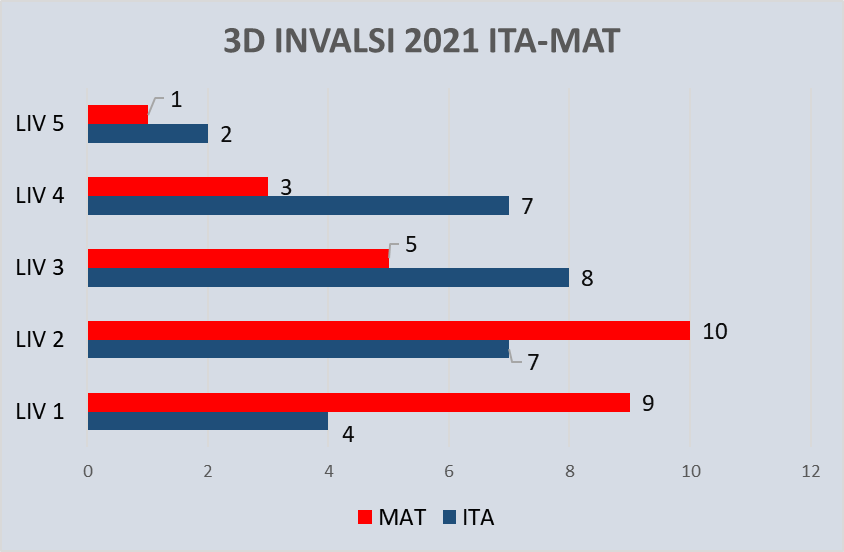 3D INVALSI 2021 ITA-MAT
LIV 5
1
2
LIV 4
3
7
LIV 3
5
8
LIV 2
10
7
LIV 1
9
4
0 2 4 6 8 10 12
MAT ITA